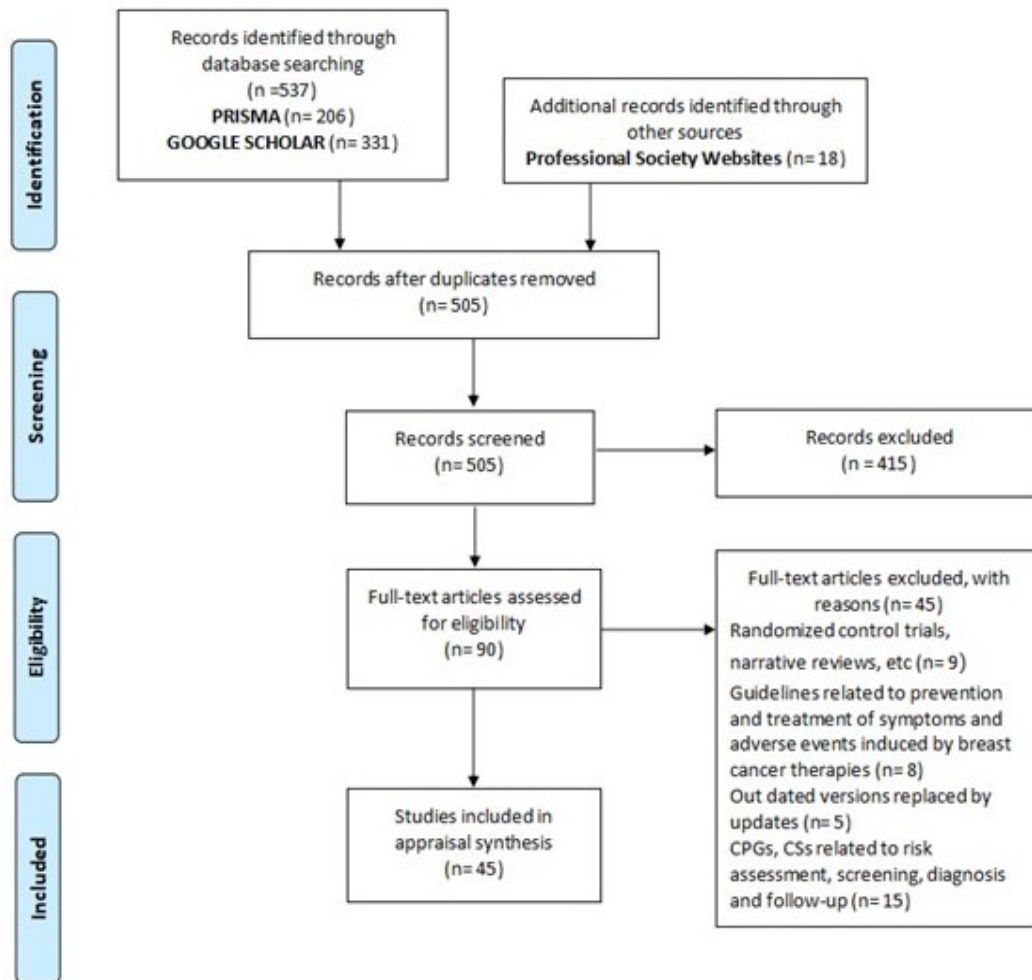 Records identified through
database searching
(n =537)
PRISMA (n= 206)
GOOGLE SCHOLAR (n= 331)
Additional records identified through
other sources
Professional Society Websites (n= 18)
Identification
Records after duplicates removed
(n= 505)
Screening
Records screened
(n= 505)
Records excluded
(n = 415)
Eligibility
Full-text articles assessed
for eligibility
(n= 90)
Full-text articles excluded, with
reasons (n= 45)
Randomized control trials,
narrative reviews, etc (n= 9)
Guidelines related to prevention
and treatment of symptoms and
adverse events induced by breast
cancer therapies (n= 8)
Out dated versions replaced by
updates (n= 5)
CPGs, CSs related to risk
assessment, screening, diagnosis
and follow-up (n= 15)
Included
Studies included in
appraisal synthesis
(n= 45)